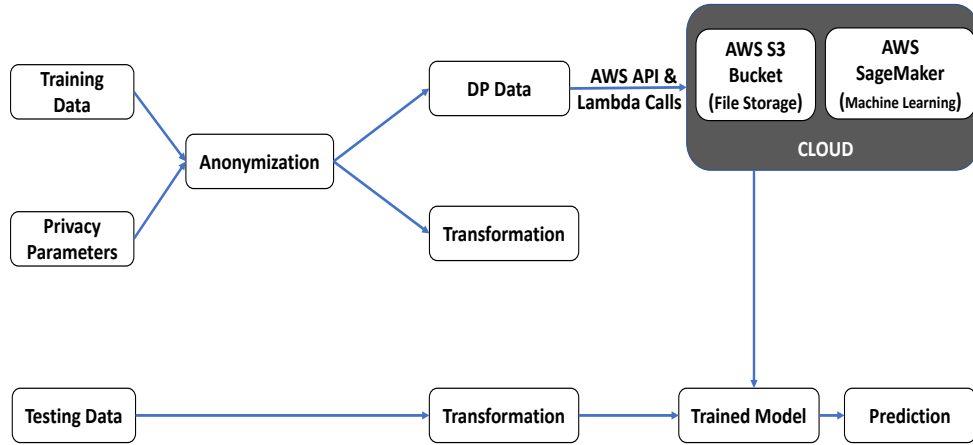 Training
Data
Privacy
Parameters
Anonymization
DP Data
Transformation
AWS API &
Lambda Calls
AWS S3
Bucket
(File Storage)
AWS
SageMaker
(Machine Learning)
CLOUD
Testing Data
Transformation
Trained Model
Prediction